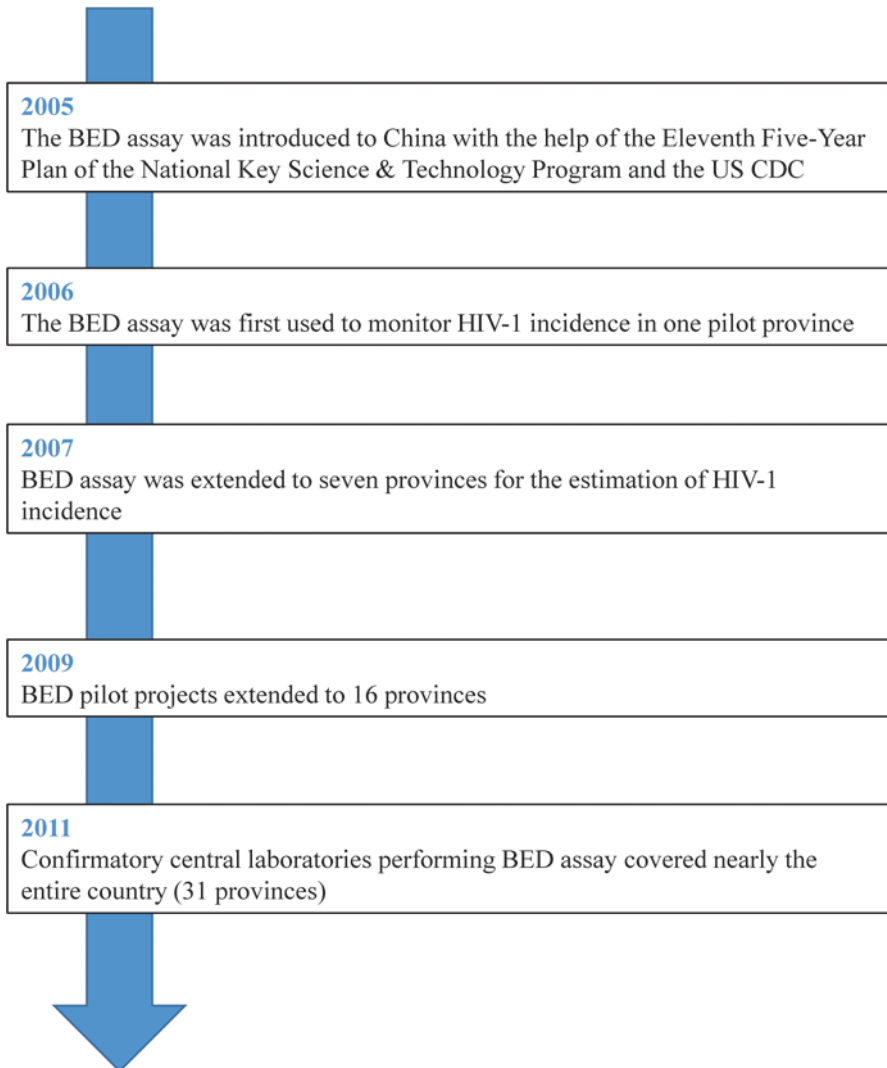 2005
The BED assay was introduced to China with the help of the Eleventh Five-Year
Plan of the National Key Science & Technology Program and the US CDC
2006
The BED assay was first used to monitor HIV-1 incidence in one pilot province
2007
BED assay was extended to seven provinces for the estimation of HIV-1
incidence
2009
BED pilot projects extended to 16 provinces
2011
Confirmatory central laboratories performing BED assay covered nearly the
entire country (31 provinces)